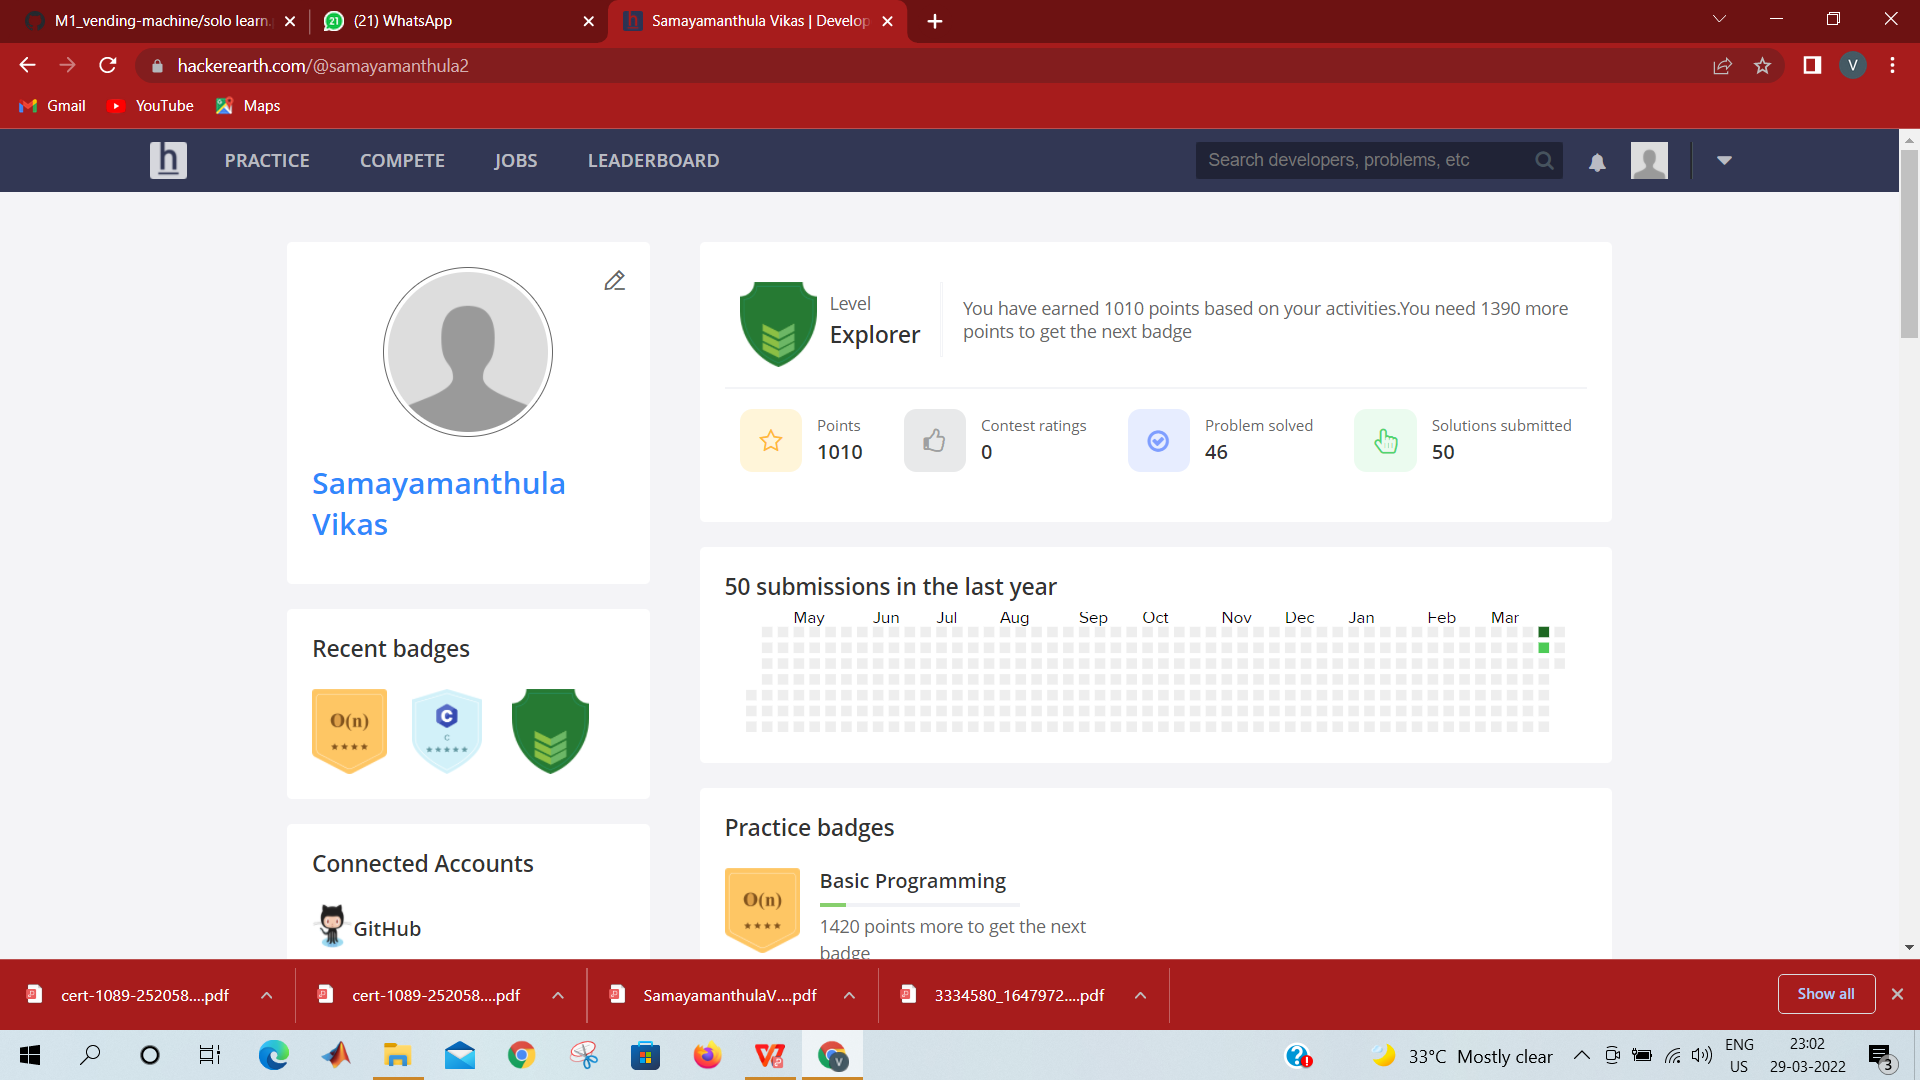 M1_vending-machine/solo learn.
(21) WhatsApp
Samayamanthula Vikas | Develop
hackerearth.com/@samayamanthula2
V
Gmail
YouTube
Maps
h
PRACTICE
COMPETE
JOBS
LEADERBOARD
Search developers, problems, etc
Samayamanthula
Vikas
Level
Explorer
You have earned 1010 points based on your activities.You need 1390 more
points to get the next badge
Points
1010
Contest ratings
0
Problem solved
46
Solutions submitted
50
50 submissions in the last year
May Jun Jul Aug Sep Oct Nov Dec Jan Feb Mar
Recent badges
O(n)
C
C
Connected Accounts
GitHub
Practice badges
O(n)
Basic Programming
1420 points more to get the next
badge
cert-1089-252058....pdf
cert-1089-252058....pdf
SamayamanthulaV....pdf
3334580_1647972....pdf
Show all
33°C Mostly clear
ENG
US
23:02
29-03-2022
3